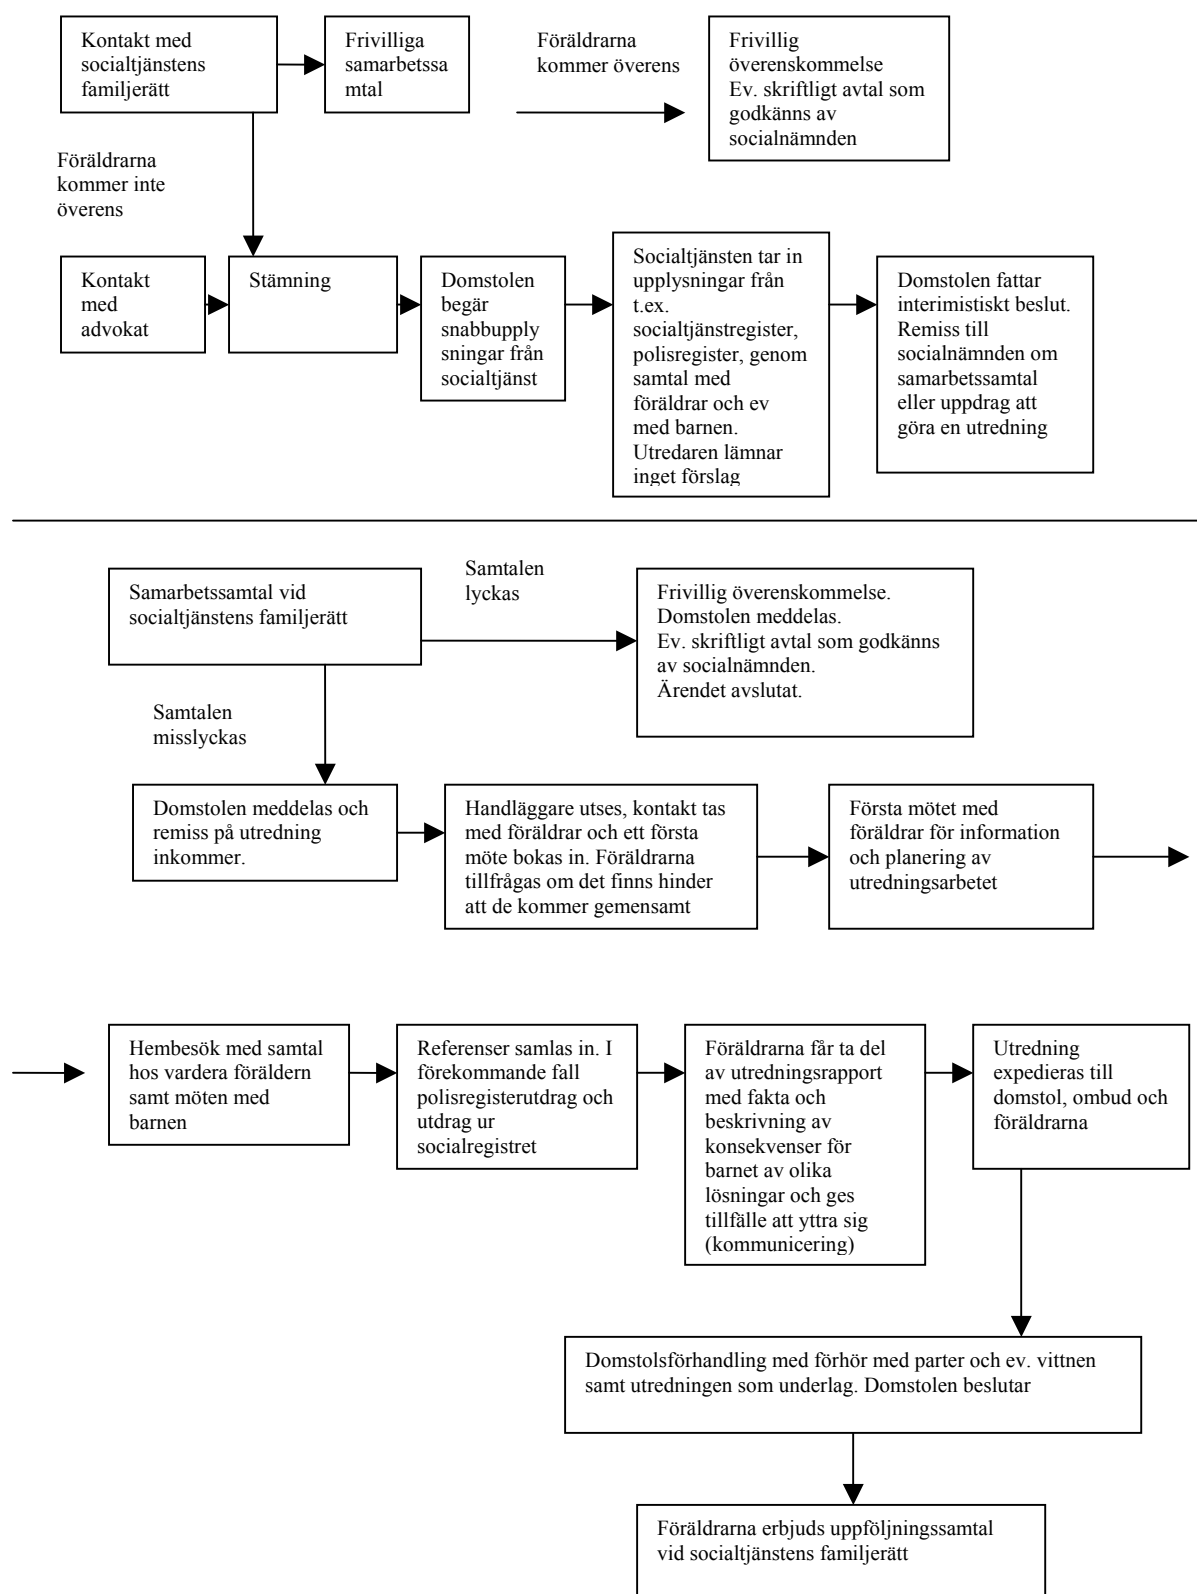 Kontakt med
socialtjänstens
familjerätt
Frivilliga
samarbetssa
mtal
Föräldrarna
kommer överens
Frivillig
överenskommelse
Ev. skriftligt avtal som
godkänns av
socialnämnden
Föräldrarna
kommer inte
överens
Kontakt
med
advokat
Stämning
Domstolen
begär
snabbupply
sningar från
socialtjänst
Socialtjänsten tar in
upplysningar från
t.ex.
socialtjänstregister,
polisregister, genom
samtal med
föräldrar och ev
med barnen.
Utredaren lämnar
inget förslag
Domstolen fattar
interimistiskt beslut.
Remiss till
socialnämnden om
samarbetssamtal
eller uppdrag att
göra en utredning
Samarbetssamtal vid
socialtjänstens familjerätt
Samtalen
lyckas
Frivillig överenskommelse.
Domstolen meddelas.
Ev. skriftligt avtal som godkänns
av socialnämnden.
Ärendet avslutat.
Samtalen
misslyckas
Domstolen meddelas och
remiss på utredning
inkommer.
Handläggare utses, kontakt tas
med föräldrar och ett första
möte bokas in. Föräldrarna
tillfrågas om det finns hinder
att de kommer gemensamt
Första mötet med
föräldrar för information
och planering av
utredningsarbetet
Hembesök med samtal
hos vardera föräldern
samt möten med
barnen
Referenser samlas in. I
förekommande fall
polisregisterutdrag och
utdrag ur
socialregistret
Föräldrarna får ta del
av utredningsrapport
med fakta och
beskrivning av
konsekvenser för
barnet av olika
lösningar och ges
tillfälle att yttra sig
(kommunicering)
Utredning
expedieras till
domstol, ombud och
föräldrarna
Domstolsförhandling med förhör med parter och ev. vittnen
samt utredningen som underlag. Domstolen beslutar
Föräldrarna erbjuds uppföljningssamtal
vid socialtjänstens familjerätt